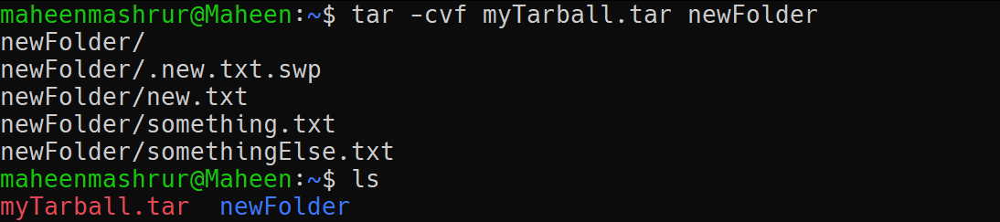 maheenmashrur@Maheen:~$ tar -cvf myTarball.tar newFolder
newFolder/
newFolder/.new.txt.swp
newFolder/new.txt
newFolder/something.txt
newFolder/somethingElse.txt
maheenmashrur@Maheen:~$ ls
myTarball.tar  newFolder